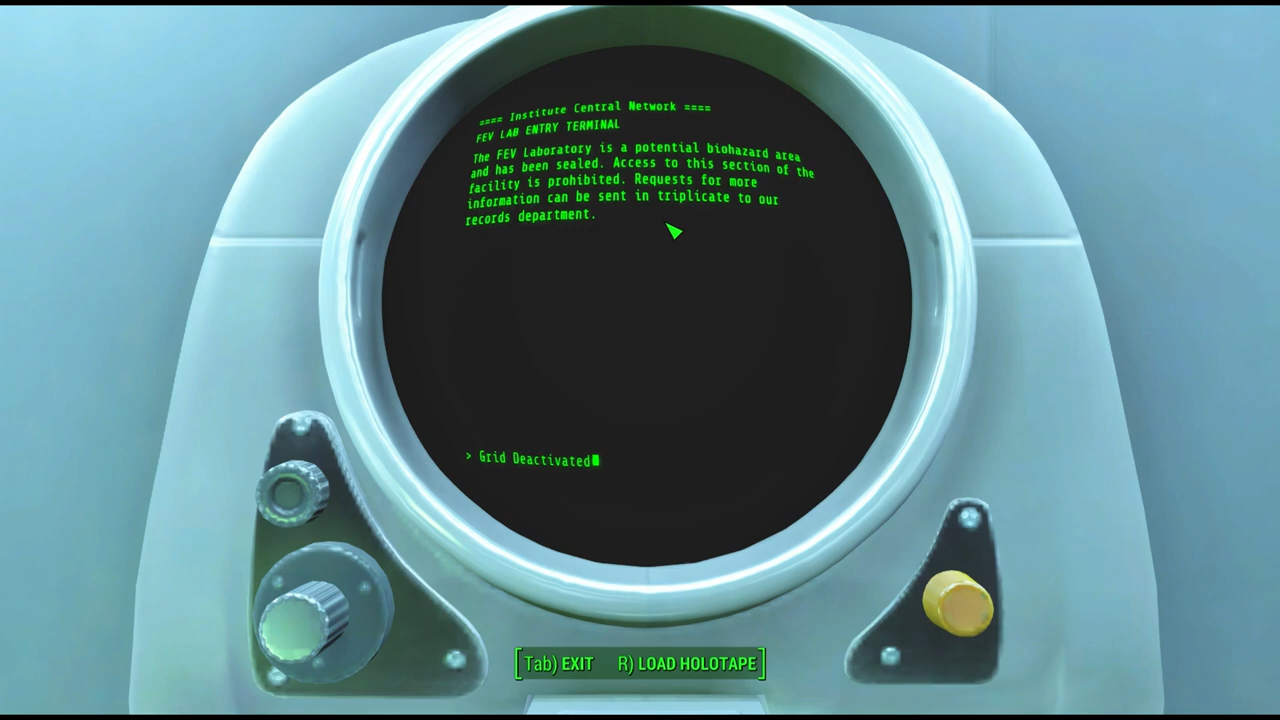 ==== Institute Central Network ====
FEV LAB ENTRY TERMINAL
The FEV Laboratory is a potential biohazard area
and has been sealed. Access to this section of the
facility is prohibited. Requests for more
information can be sent in triplicate to our
records department.
> Grid Deactivated
[Tab) EXIT R) LOAD HOLOTAPE]